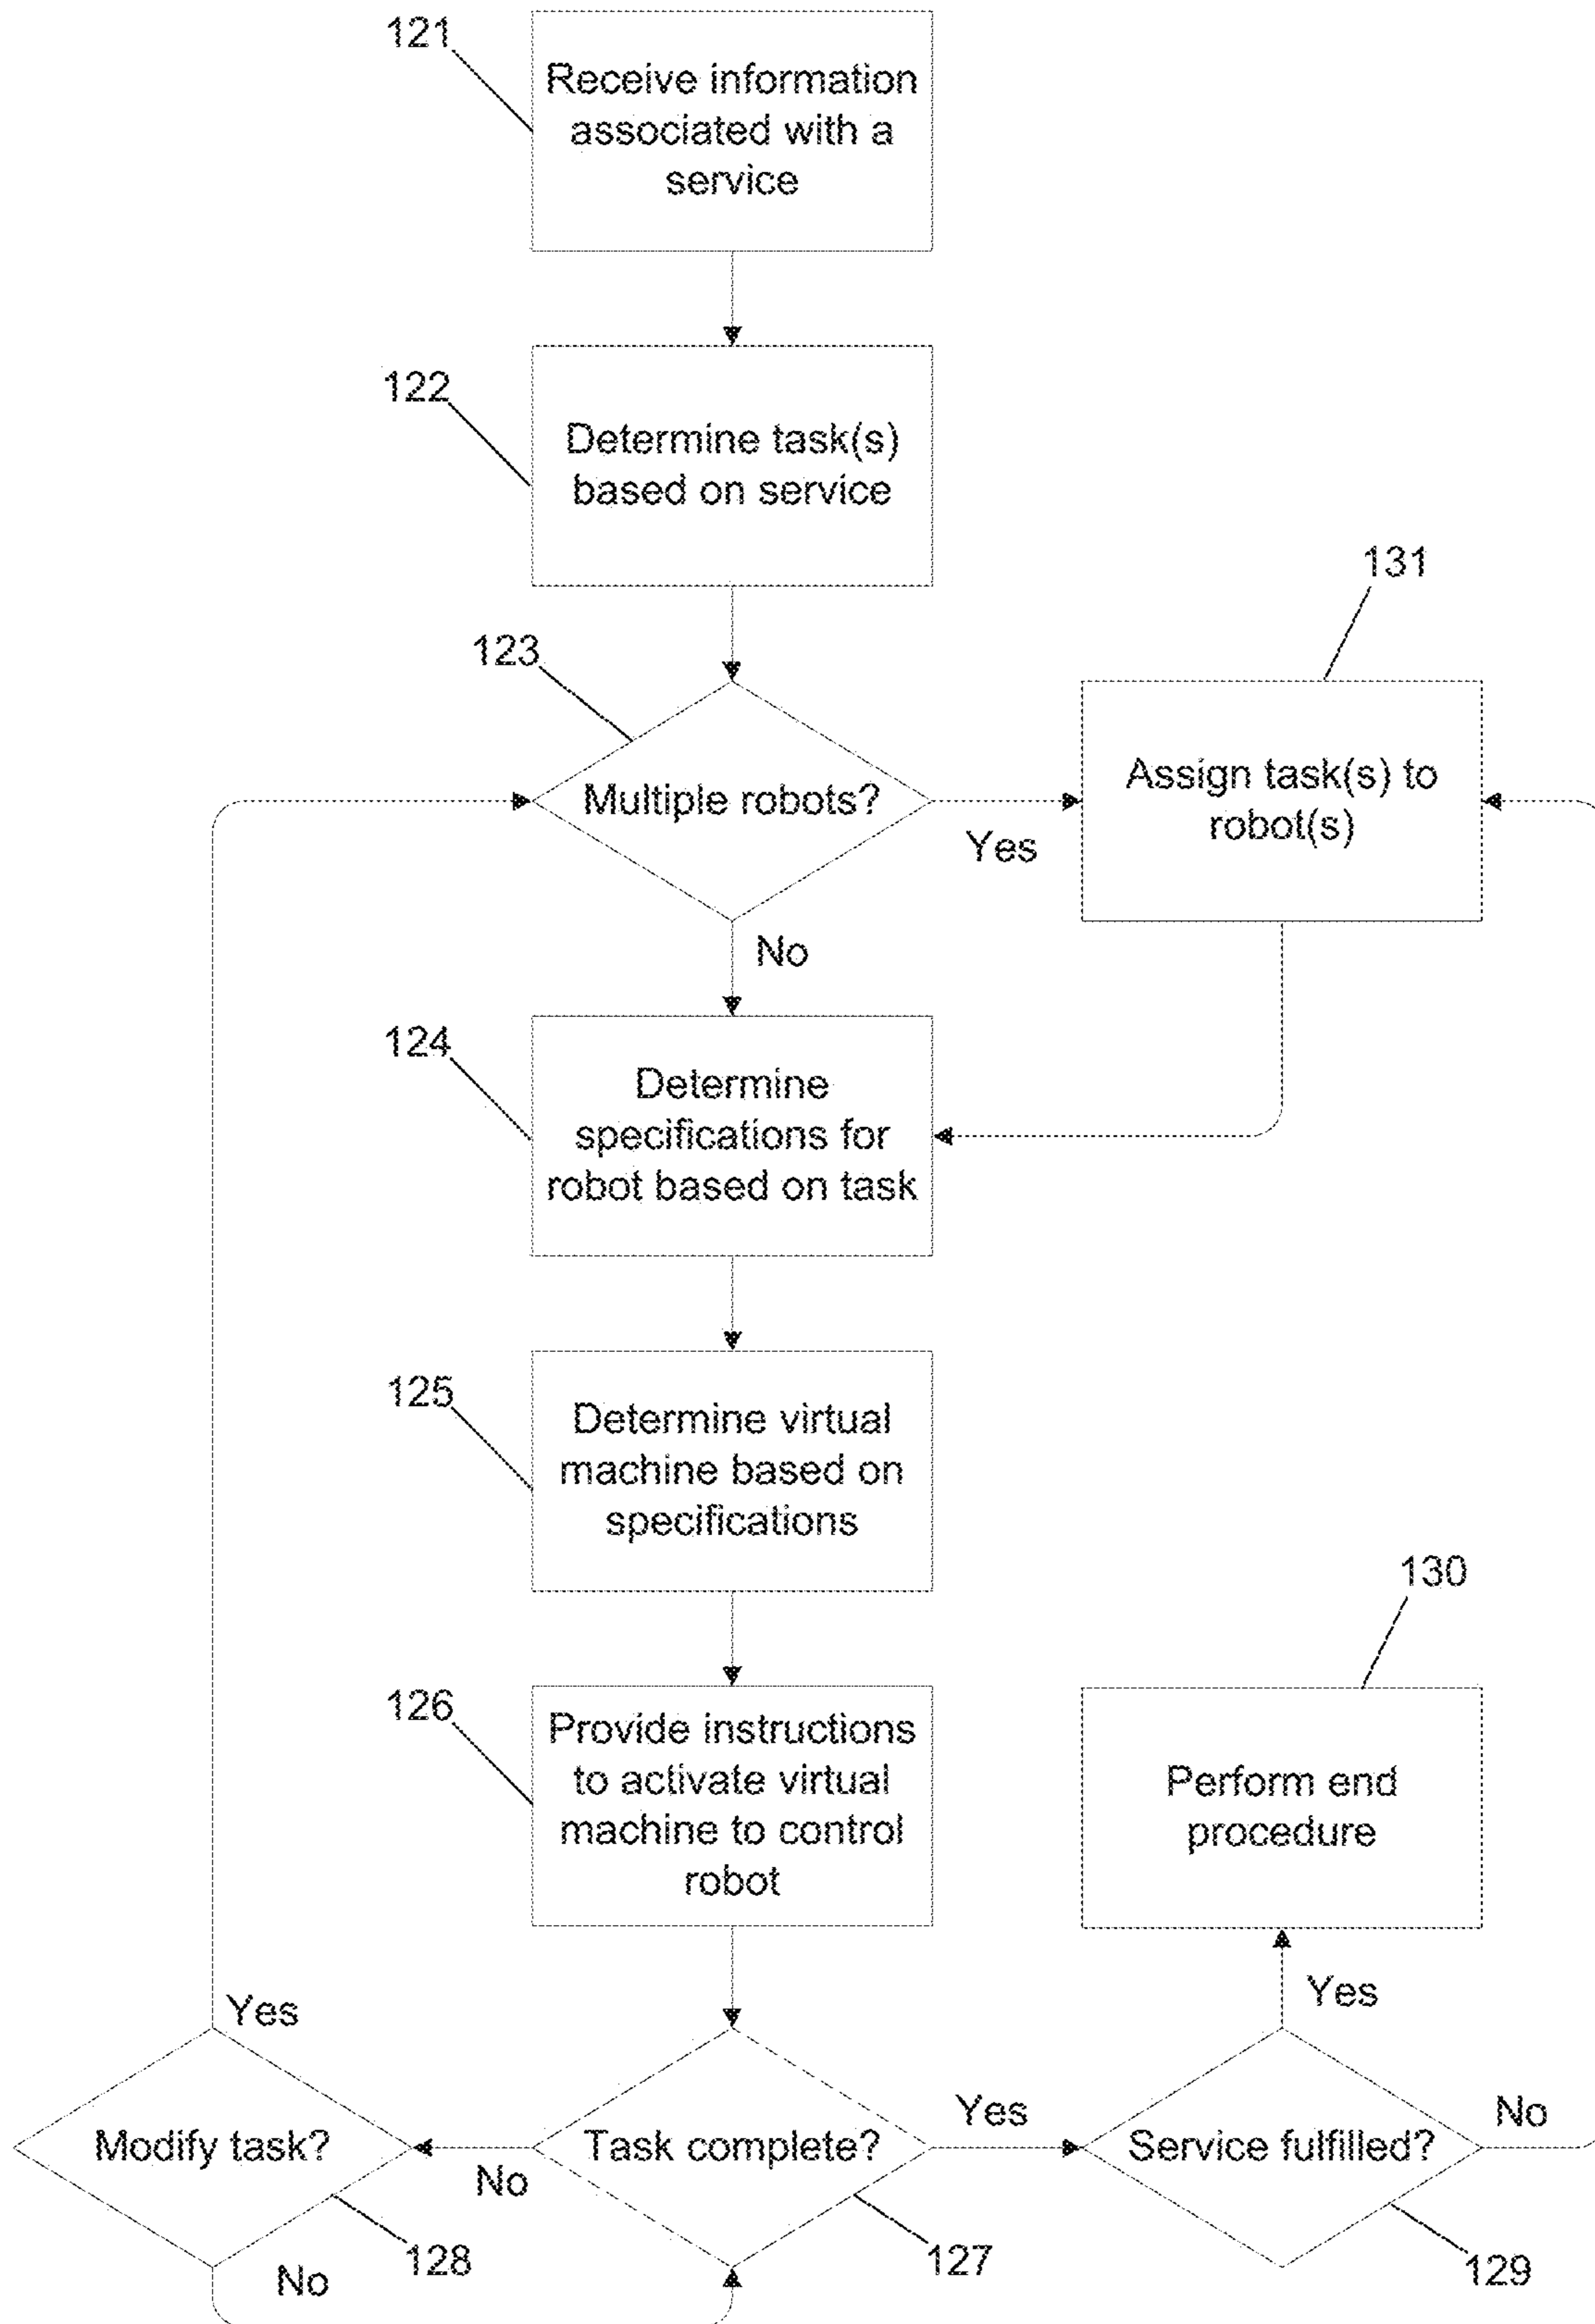 121
Receive information
associated with a
service
122
Determine task(s)
based on service
131
123
Multiple robots?
Yes
Assign task(s) to
robot(s)
No
124
Determine
specifications for
robot based on task
125
Determine virtual
machine based on
specifications
130
126
Provide instructions
to activate virtual
machine to control
robot
Perform end
procedure
Yes
Yes
Modify task?
No
Task complete?
Yes
Service fulfilled?
No
128
127
129
No